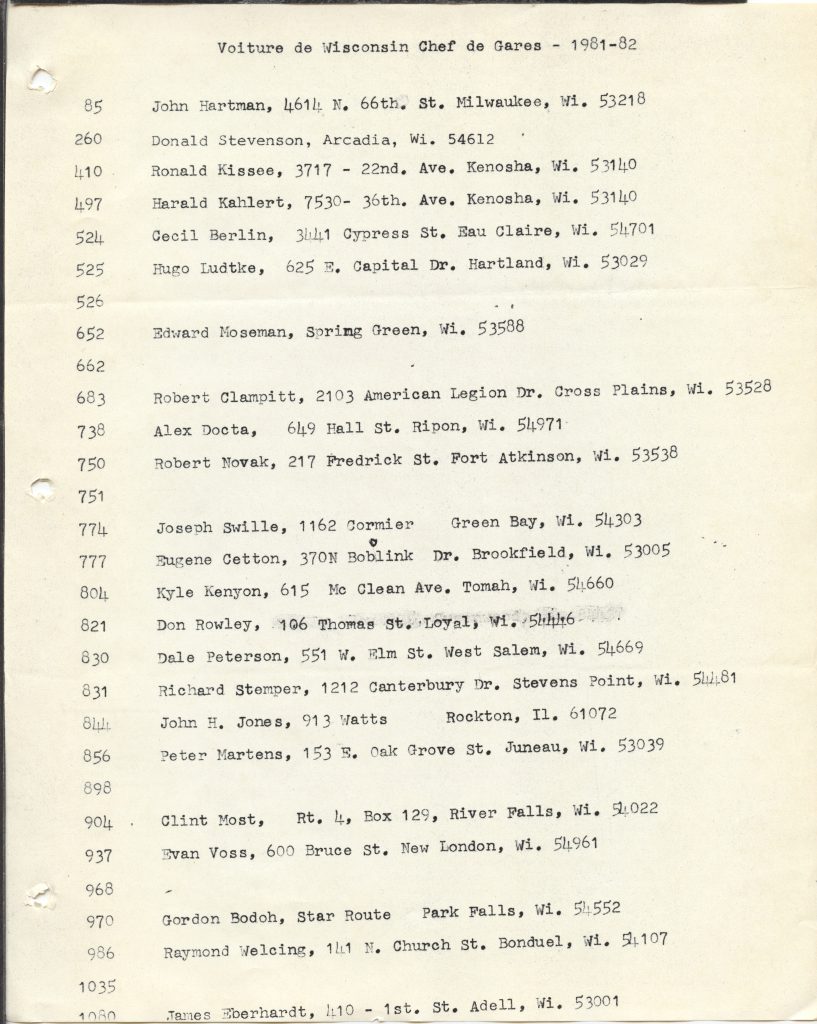 Voiture de Wisconsin Chef de Gares - 1981-82
85 John Hartman, 4614 N. 66th. St. Milwaukee, Wi. 53218
260 Donald Stevenson, Arcadia, Wi. 54612
410 Ronald Kissee, 3717 - 22nd. Ave. Kenosha, Wi. 53140
497 Harald Kahlert, 7530- 36th. Ave. Kenosha, Wi. 53140
524 Cecil Berlin, 3441 Cypress St. Eau Claire, Wi. 54701
525 Hugo Ludtke, 625 E. Capital Dr. Hartland, Wi. 53029
526
652 Edward Moseman, Spring Green, Wi. 53588
662
683 Robert Clampitt, 2103 American Legion Dr. Cross Plains, Wi. 53528
738 Alex Docta, 649 Hall St. Ripon, Wi. 54971
750 Robert Novak, 217 Fredrick St. Fort Atkinson, Wi. 53538
751
774 Joseph Swille, 1162 Cormier Green Bay, Wi. 54303
777 Eugene Cetton, 370N Boblink Dr. Brookfield, Wi. 53005
804 Kyle Kenyon, 615 Mc Clean Ave. Tomah, Wi. 54660
821 Don Rowley, 106 Thomas St. Loyal, Wi. 54446
830 Dale Peterson, 551 W. Elm St. West Salem, Wi. 54669
831 Richard Stemper, 1212 Canterbury Dr. Stevens Point, Wi. 54481
844 John H. Jones, 913 Watts Rockton, Il. 61072
856 Peter Martens, 153 E. Oak Grove St. Juneau, Wi. 53039
898
904 Clint Most, Rt. 4, Box 129, River Falls, Wi. 54022
937 Evan Voss, 600 Bruce St. New London, Wi. 54961
968 -
970 Gordon Bodoh, Star Route Park Falls, Wi. 54552
986 Raymond Welcing, 141 N. Church St. Bonduel, Wi. 54107
1035
1080 James Eberhardt, 410 - 1st. St. Adell, Wi. 53001